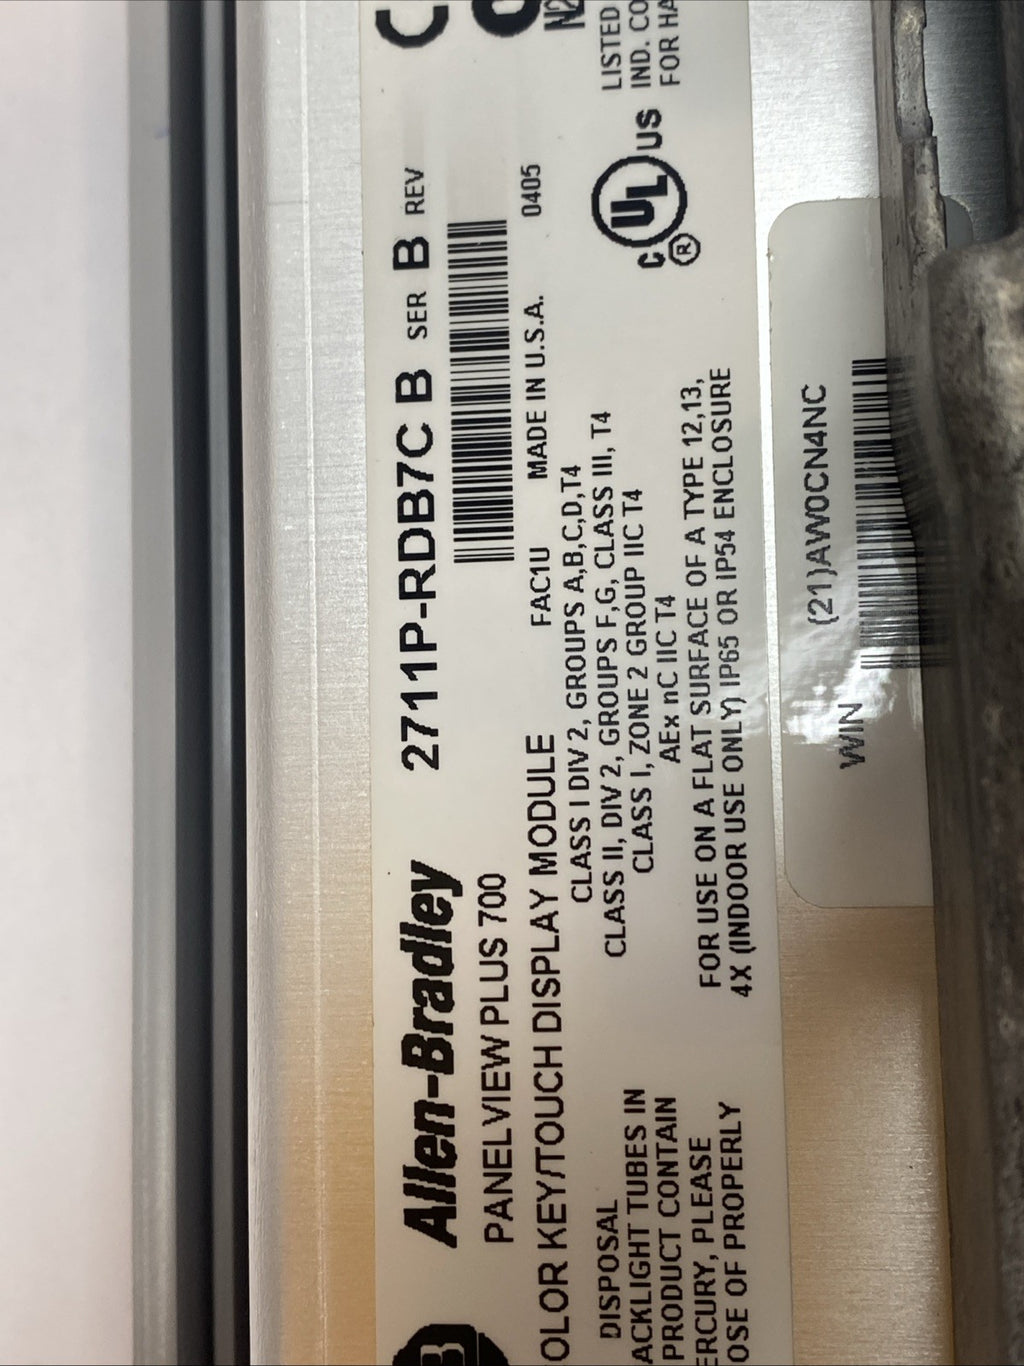 Allen-Bradley 2711P-RDB7C B SER B REV
PANELVIEW PLUS 700
OLOR KEY/TOUCH DISPLAY MODULE FAC1U MADE IN U.S.A. 0405
CLASS I DIV 2, GROUPS A,B,C,D,T4
CLASS II, DIV 2, GROUPS F,G, CLASS III, T4
CLASS I, ZONE 2 GROUP IIC T4
AEx nC IIC T4
FOR USE ON A FLAT SURFACE OF A TYPE 12,13,
4X (INDOOR USE ONLY) IP65 OR IP54 ENCLOSURE
DISPOSAL
ACKLIGHT TUBES IN
PRODUCT CONTAIN
ERCURY, PLEASE
OSE OF PROPERLY
C UL US ®
LISTED
IND. CO
FOR HA
(21)AW0CN4NC
WIN